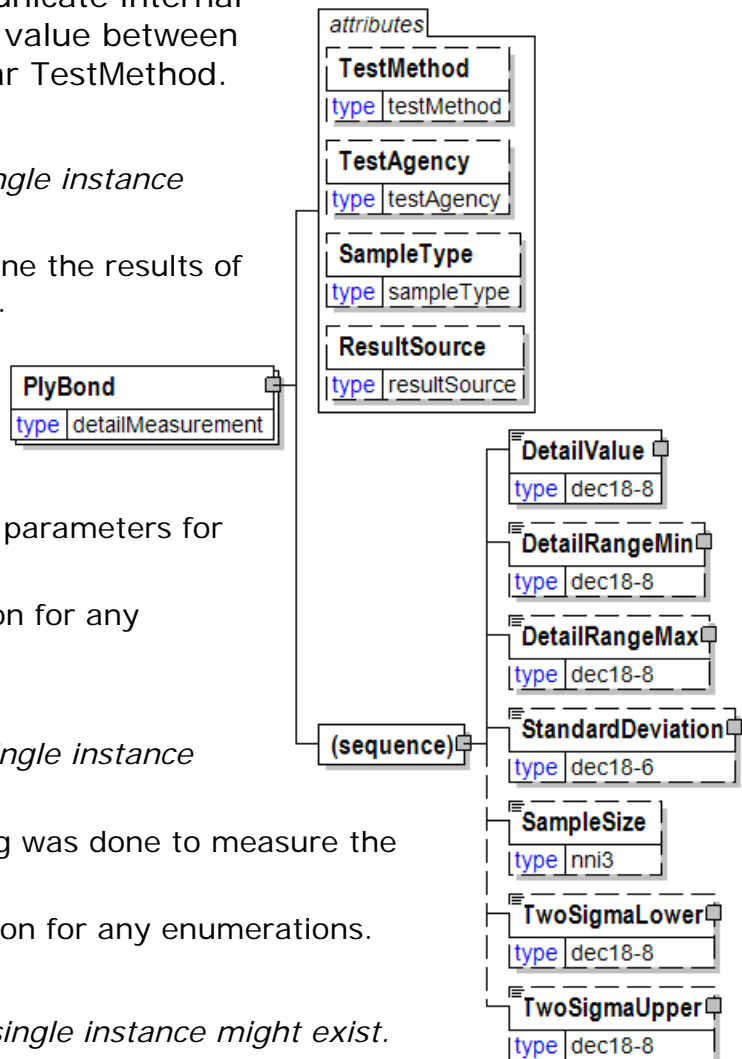 unicate internal
value between
ar TestMethod.
ngle instance
ne the results of
.
parameters for
on for any
ingle instance
g was done to measure the
on for any enumerations.
single instance might exist.
attributes
TestMethod
type testMethod
TestAgency
type testAgency
SampleType
type sampleType
ResultSource
type resultSource
PlyBond
type detailMeasurement
(sequence)
DetailValue
type dec18-8
DetailRangeMin
type dec18-8
DetailRangeMax
type dec18-8
StandardDeviation
type dec18-6
SampleSize
type nni3
TwoSigmaLower
type dec18-8
TwoSigmaUpper
type dec18-8